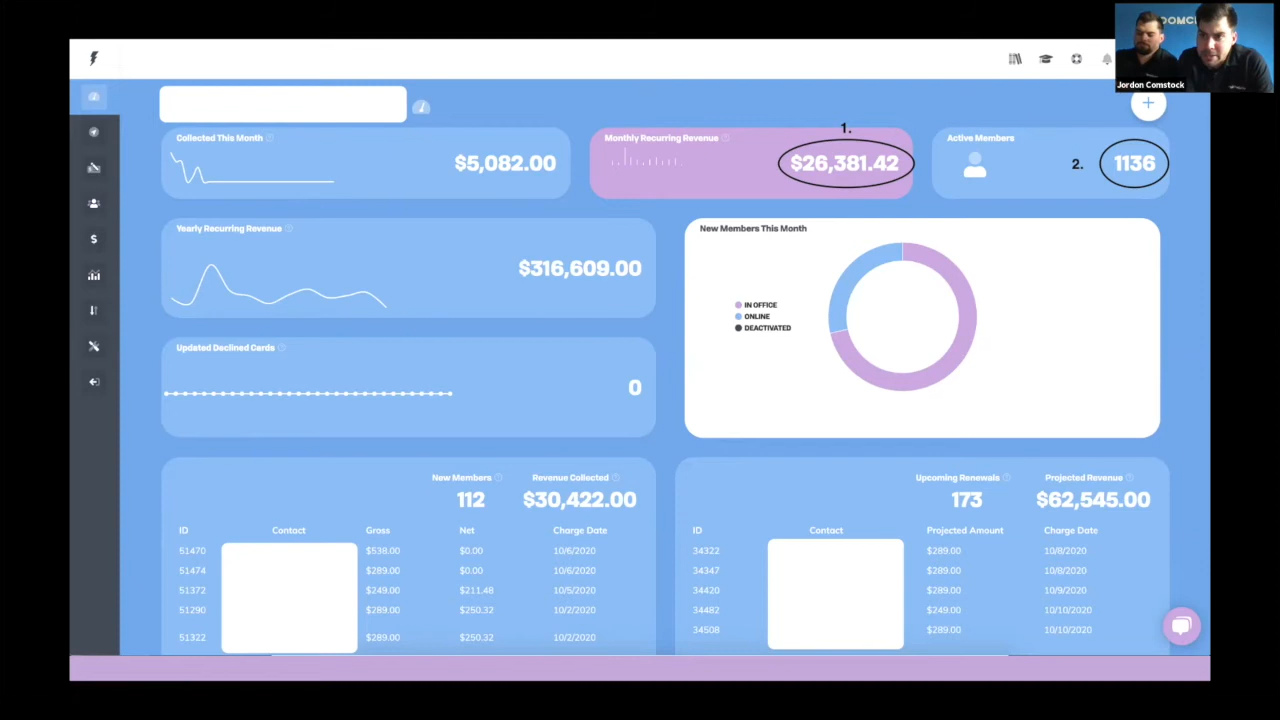 OOMCL
Jordon Comstock
Collected This Month
$5,082.00
Monthly Recurring Revenue
1.
$26,381.42
Active Members
2.
1136
Yearly Recurring Revenue
$316,609.00
New Members This Month
IN OFFICE
ONLINE
DEACTIVATED
Updated Declined Cards
0
New Members Revenue Collected
112 $30,422.00
ID Contact Gross Net Charge Date
51470 $538.00 $0.00 10/6/2020
51474 $289.00 $0.00 10/6/2020
51372 $249.00 $211.48 10/5/2020
51290 $289.00 $250.32 10/2/2020
51322 $289.00 $250.32 10/2/2020
Upcoming Renewals Projected Revenue
173 $62,545.00
ID Contact Projected Amount Charge Date
34322 $289.00 10/8/2020
34347 $289.00 10/8/2020
34420 $289.00 10/9/2020
34482 $249.00 10/10/2020
34508 $289.00 10/10/2020